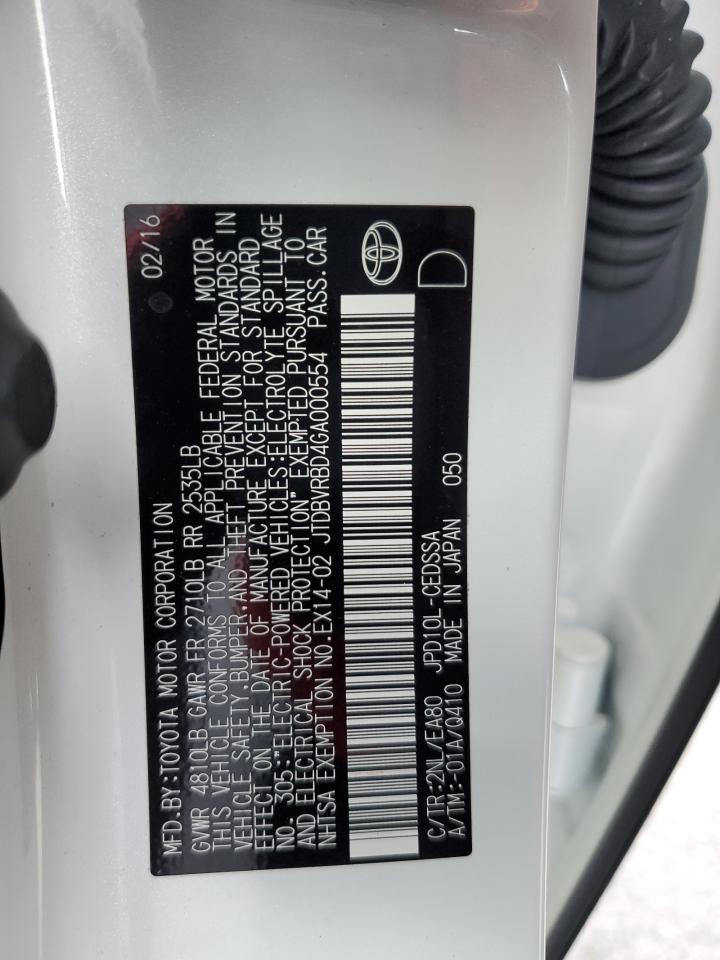 MFD.BY:TOYOTA MOTOR CORPORATION 02/16
GVWR 4810LB GAWR FR 2710LB RR 2535LB
THIS VEHICLE CONFORMS TO ALL APPLICABLE FEDERAL MOTOR
VEHICLE SAFETY,BUMPER,AND THEFT PREVENTION STANDARDS IN
EFFECT ON THE DATE OF MANUFACTURE EXCEPT FOR STANDARD
NO. 305:"ELECTRIC-POWERED VEHICLES:ELECTROLYTE SPILLAGE
AND ELECTRICAL SHOCK PROTECTION" EXEMPTED PURSUANT TO
NHTSA EXEMPTION NO.EX14-02 JTDBVRBD4GA000554 PASS.CAR
C/TR:2NL/EA80 JPD10L-CEDSSA D
A/TM:-01A/Q410 MADE IN JAPAN 050